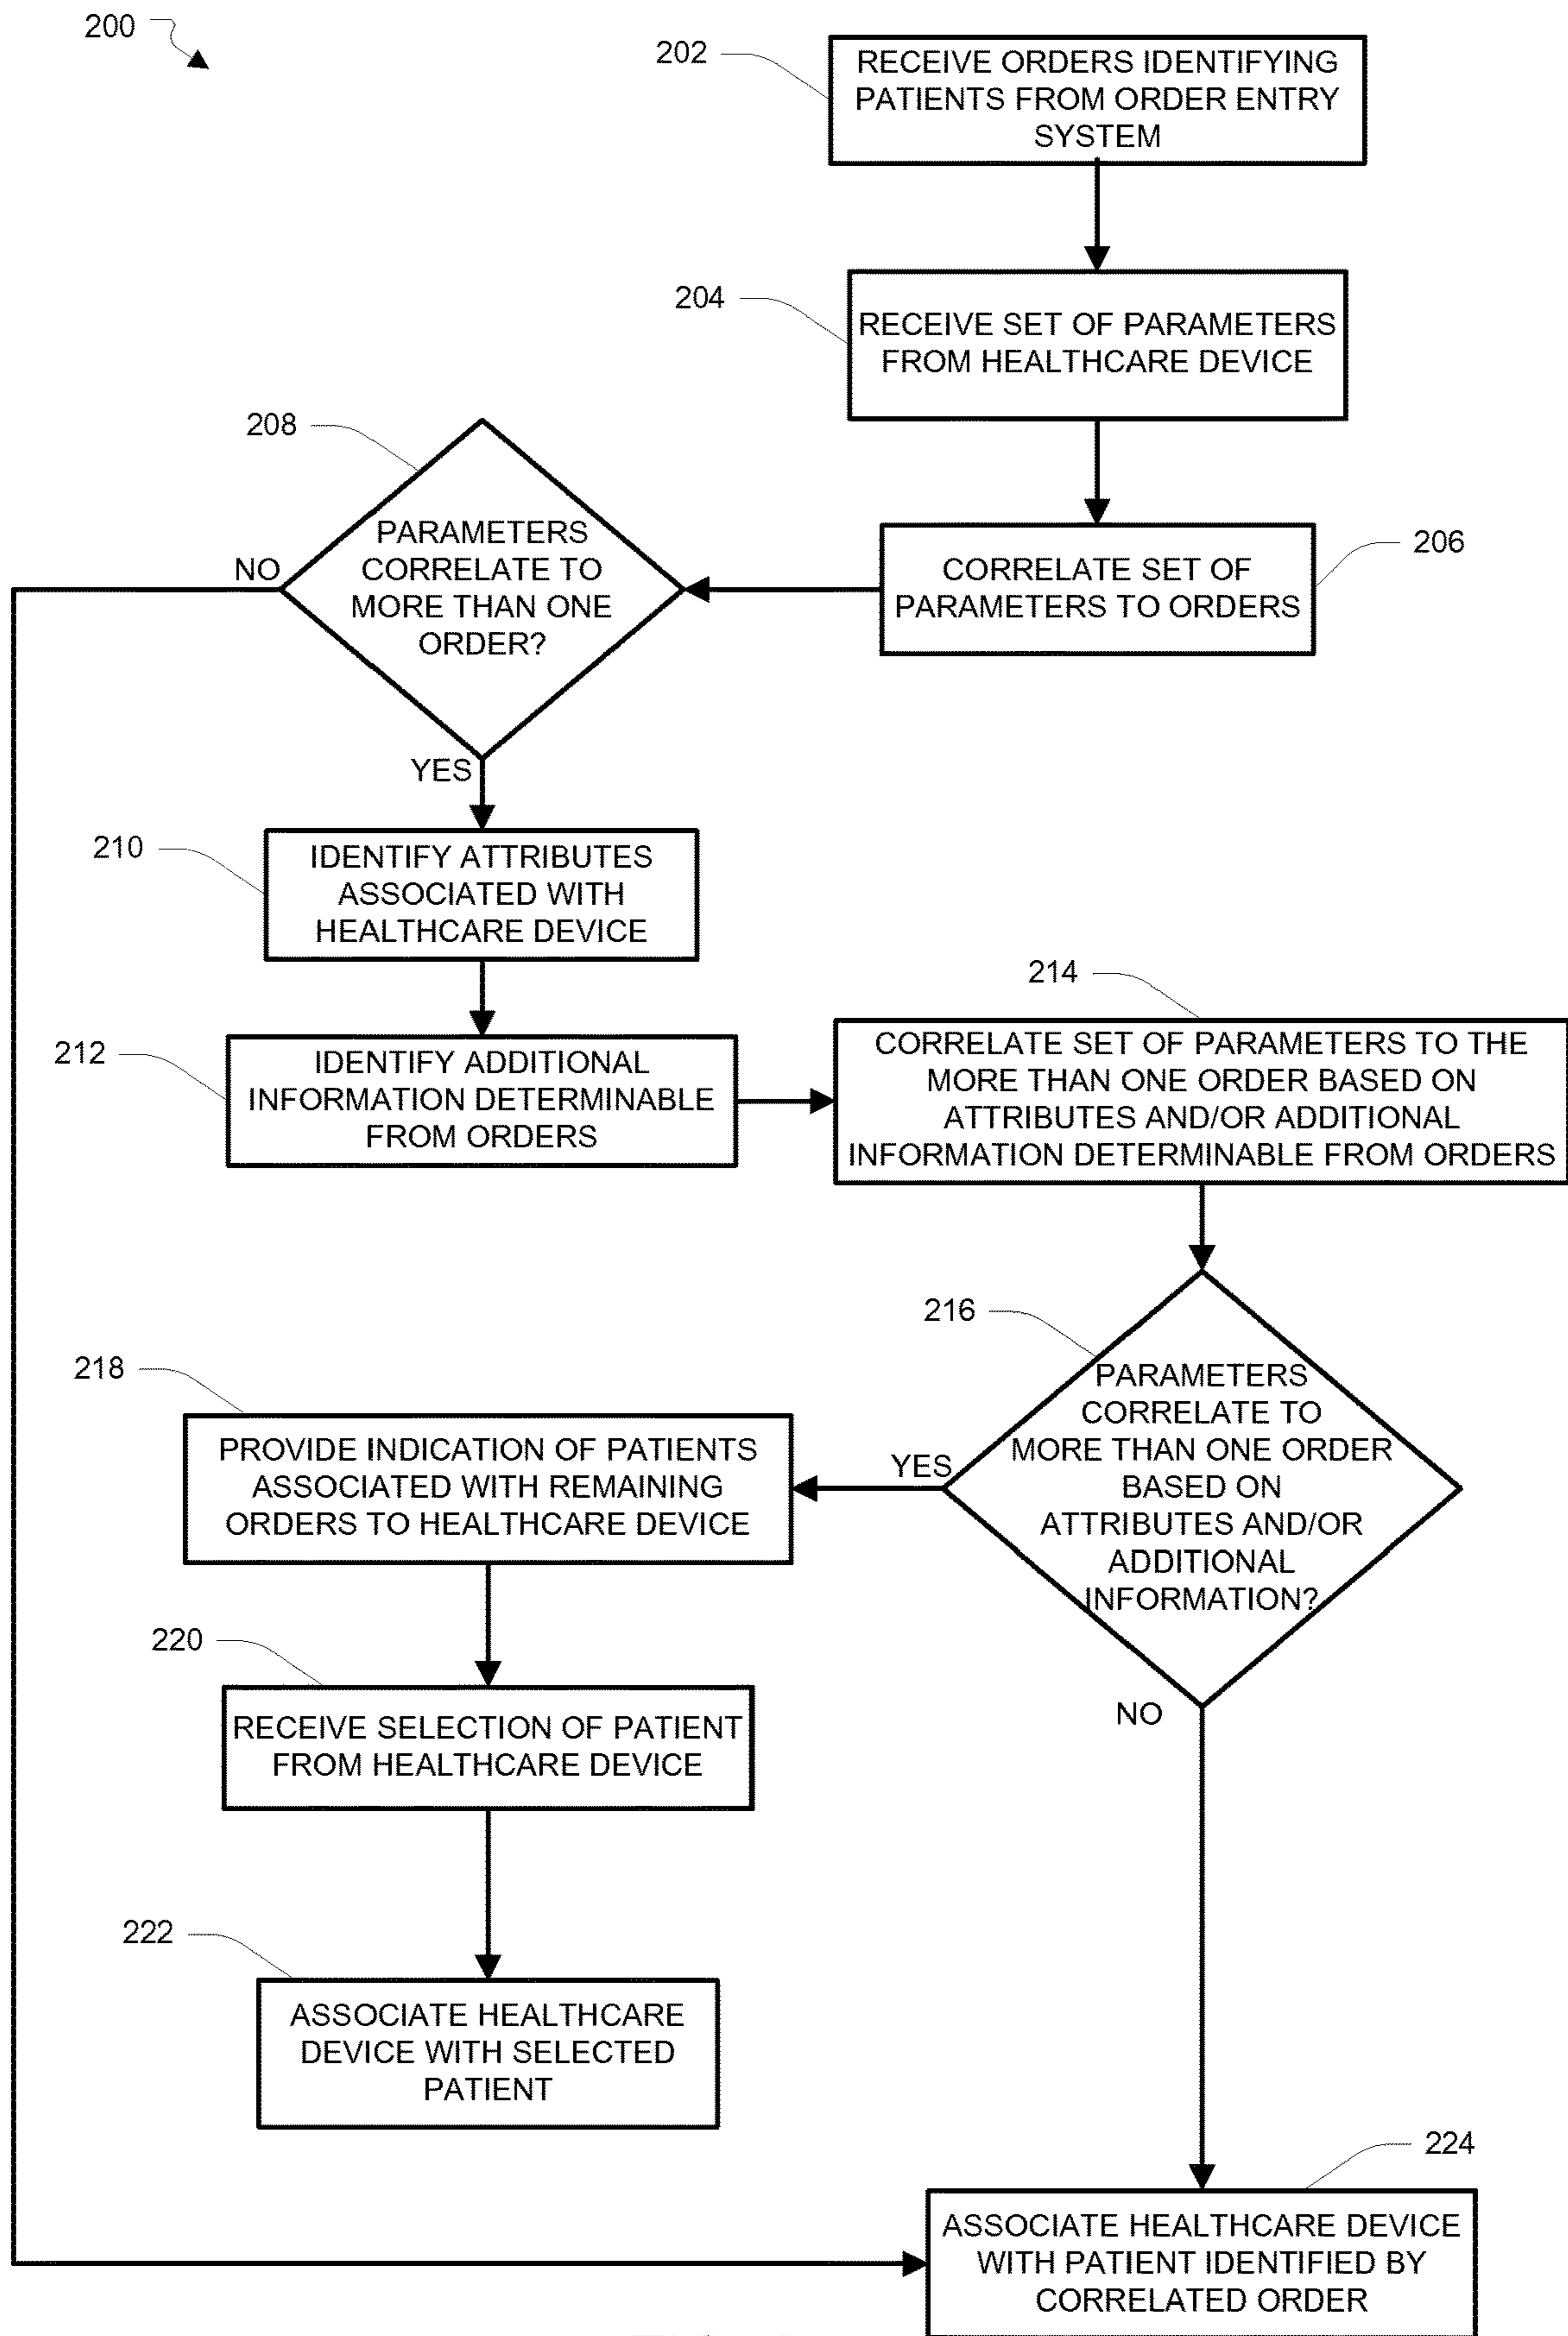 200
202
RECEIVE ORDERS IDENTIFYING
PATIENTS FROM ORDER ENTRY
SYSTEM
204
RECEIVE SET OF PARAMETERS
FROM HEALTHCARE DEVICE
206
CORRELATE SET OF
PARAMETERS TO ORDERS
208
PARAMETERS
CORRELATE TO
MORE THAN ONE
ORDER?
NO
YES
210
IDENTIFY ATTRIBUTES
ASSOCIATED WITH
HEALTHCARE DEVICE
212
IDENTIFY ADDITIONAL
INFORMATION DETERMINABLE
FROM ORDERS
214
CORRELATE SET OF PARAMETERS TO THE
MORE THAN ONE ORDER BASED ON
ATTRIBUTES AND/OR ADDITIONAL
INFORMATION DETERMINABLE FROM ORDERS
216
PARAMETERS
CORRELATE TO
MORE THAN ONE ORDER
BASED ON
ATTRIBUTES AND/OR
ADDITIONAL
INFORMATION?
YES
NO
218
PROVIDE INDICATION OF PATIENTS
ASSOCIATED WITH REMAINING
ORDERS TO HEALTHCARE DEVICE
220
RECEIVE SELECTION OF PATIENT
FROM HEALTHCARE DEVICE
222
ASSOCIATE HEALTHCARE
DEVICE WITH SELECTED
PATIENT
224
ASSOCIATE HEALTHCARE DEVICE
WITH PATIENT IDENTIFIED BY
CORRELATED ORDER